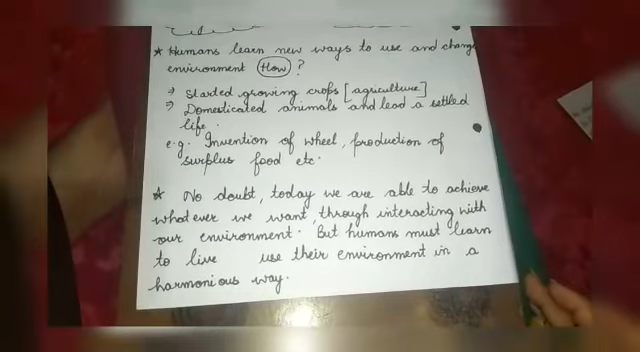 ★ Humans learn new ways to use and change
environment (How) ?
⇒ Started growing crops [agriculture]
⇒ Domesticated animals and lead a settled
life.
e.g. Invention of wheel, production of
surplus food etc.
★ No doubt, today we are able to achieve
whatever we want, through interacting with
our environment. But humans must learn
to live use their environment in a
harmonious way.